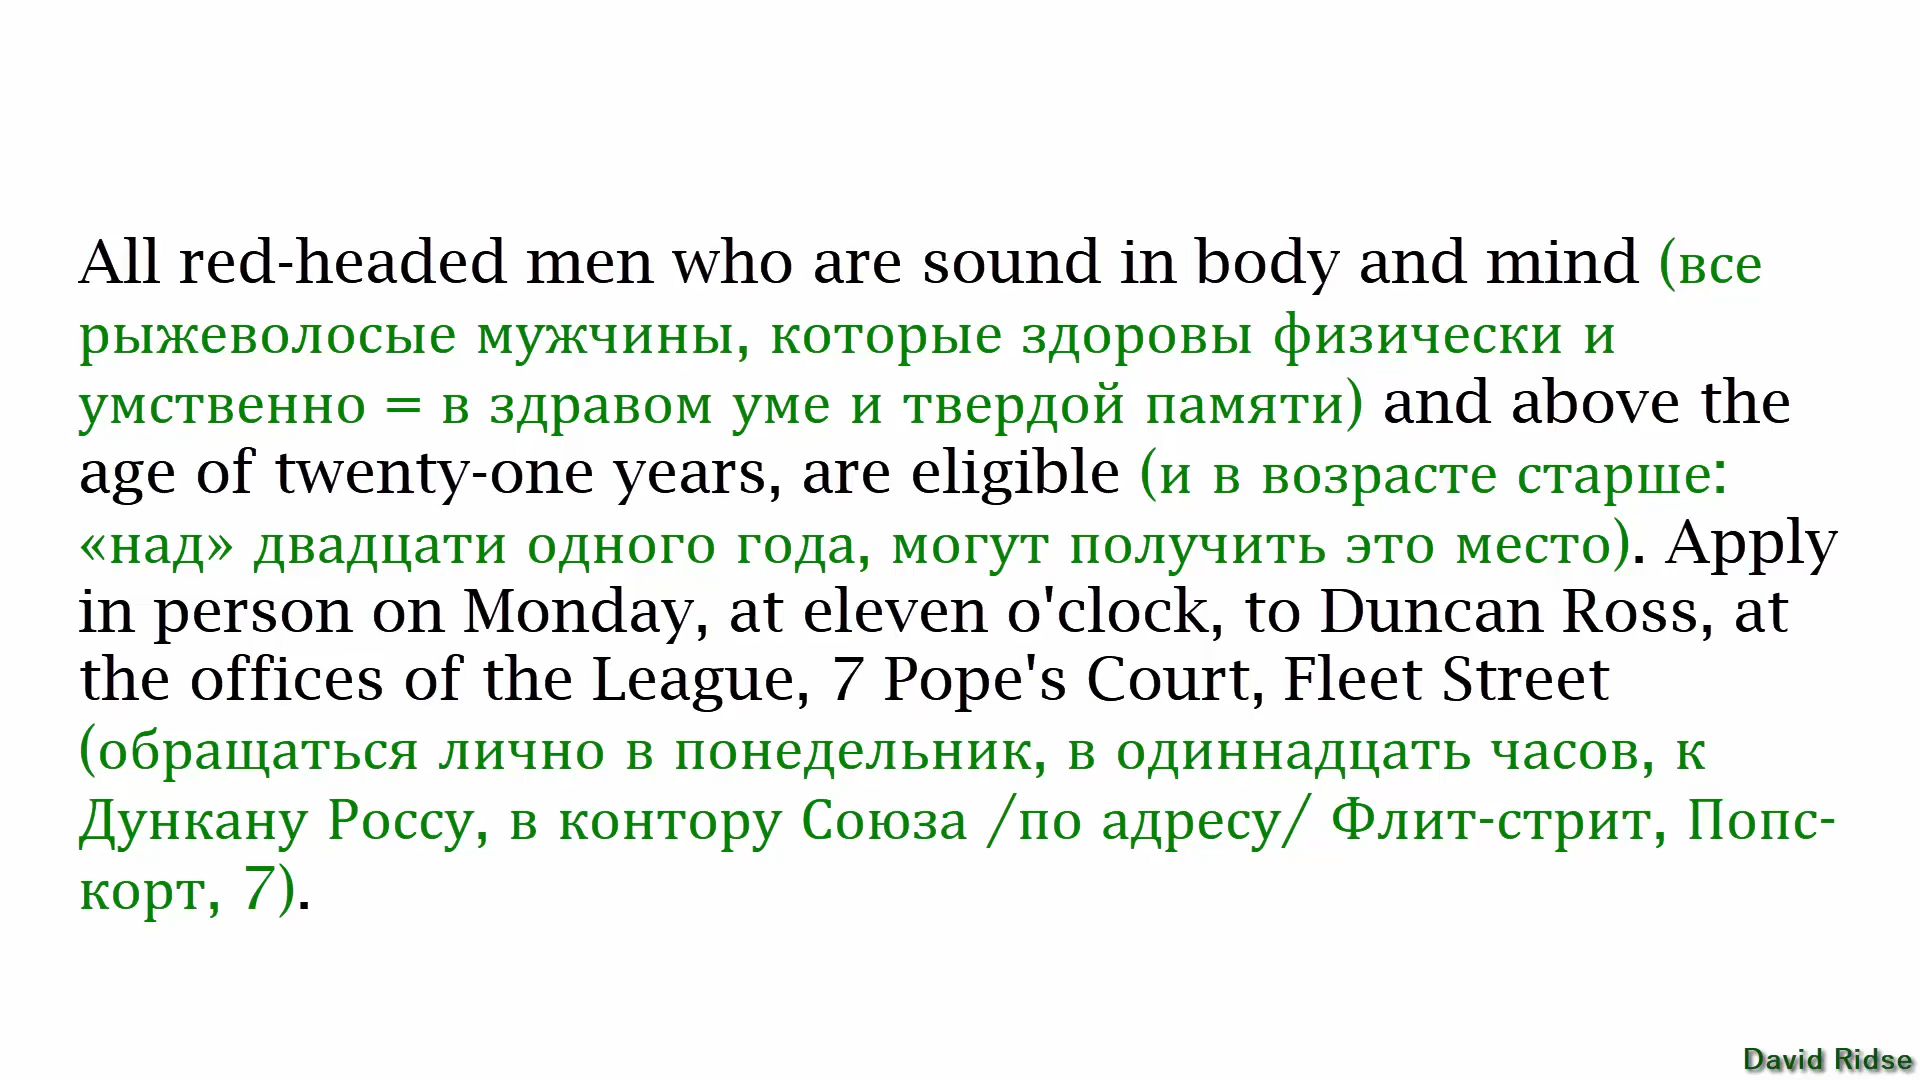 All red-headed men who are sound in body and mind (все
рыжеволосые мужчины, которые здоровы физически и
умственно = в здравом уме и твердой памяти) and above the
age of twenty-one years, are eligible (и в возрасте старше:
«над» двадцати одного года, могут получить это место). Apply
in person on Monday, at eleven o'clock, to Duncan Ross, at
the offices of the League, 7 Pope's Court, Fleet Street
(обращаться лично в понедельник, в одиннадцать часов, к
Дункану Россу, в контору Союза /по адресу/ Флит-стрит, Попс-
корт, 7).
David Ridse